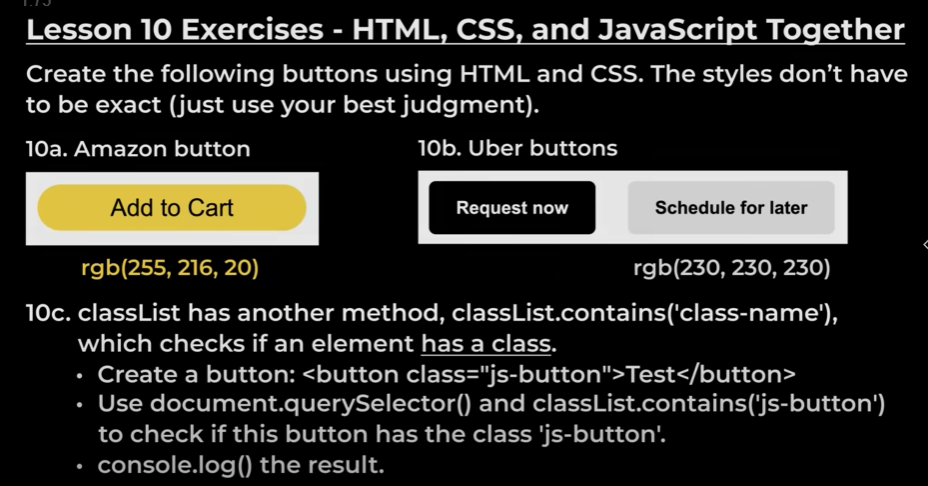 1.75
Lesson 10 Exercises - HTML, CSS, and JavaScript Together
Create the following buttons using HTML and CSS. The styles don’t have
to be exact (just use your best judgment).
10a. Amazon button
10b. Uber buttons
Add to Cart
Request now
Schedule for later
rgb(255, 216, 20)
rgb(230, 230, 230)
10c. classList has another method, classList.contains('class-name'),
which checks if an element has a class.
• Create a button: <button class="js-button">Test</button>
• Use document.querySelector() and classList.contains('js-button')
to check if this button has the class 'js-button'.
• console.log() the result.